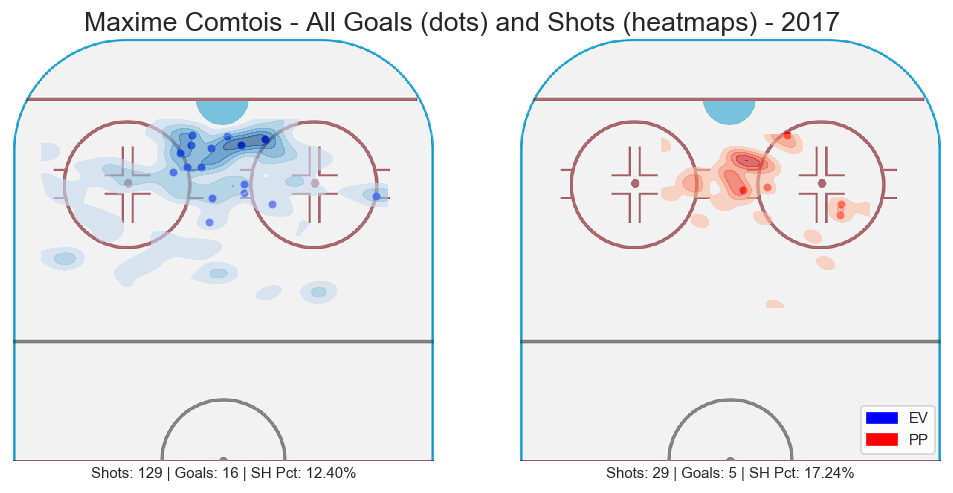 Maxime Comtois - All Goals (dots) and Shots (heatmaps) - 2017
EV
PP
Shots: 129 | Goals: 16 | SH Pct: 12.40%
Shots: 29 | Goals: 5 | SH Pct: 17.24%